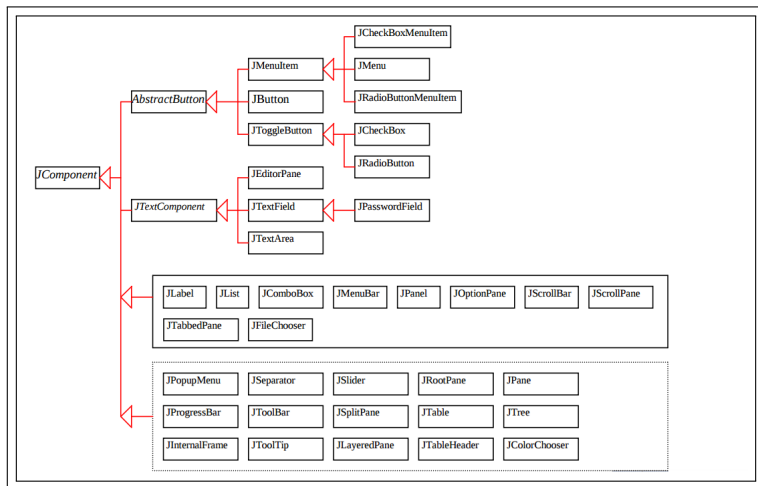 JCheckBoxMenuItem
JMenuItem
JMenu
AbstractButton
JButton
JRadioButtonMenuItem
JToggleButton
JCheckBox
JRadioButton
JComponent
JEditorPane
JTextComponent
JTextField
JPasswordField
JTextArea
JLabel JList JComboBox JMenuBar JPanel JOptionPane JScrollBar JScrollPane
JTabbedPane JFileChooser
JPopupMenu JSeparator JSlider JRootPane JPane
JProgressBar JToolBar JSplitPane JTable JTree
JInternalFrame JToolTip JLayeredPane JTableHeader JColorChooser